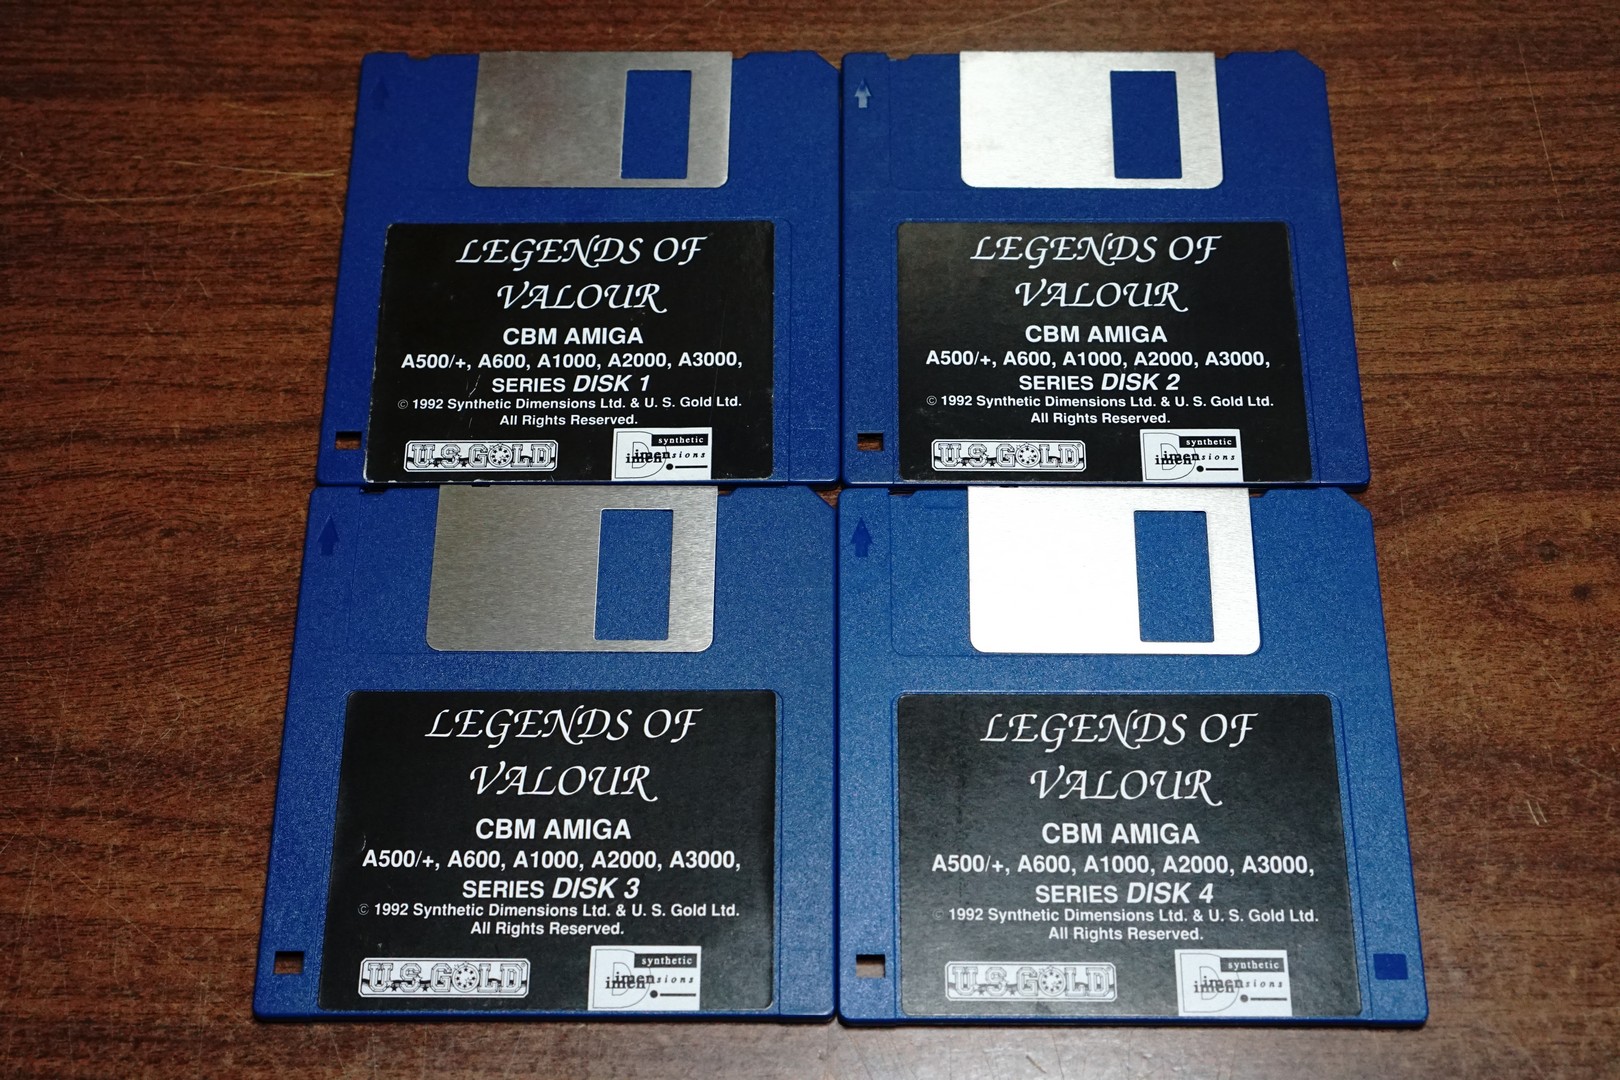 LEGENDS OF
VALOUR
CBM AMIGA
A500/+, A600, A1000, A2000, A3000,
SERIES DISK 1
© 1992 Synthetic Dimensions Ltd. & U. S. Gold Ltd.
All Rights Reserved.
U.S.GOLD
synthetic
Dimensions
LEGENDS OF
VALOUR
CBM AMIGA
A500/+, A600, A1000, A2000, A3000,
SERIES DISK 2
© 1992 Synthetic Dimensions Ltd. & U. S. Gold Ltd.
All Rights Reserved.
U.S.GOLD
synthetic
Dimensions
LEGENDS OF
VALOUR
CBM AMIGA
A500/+, A600, A1000, A2000, A3000,
SERIES DISK 3
© 1992 Synthetic Dimensions Ltd. & U. S. Gold Ltd.
All Rights Reserved.
U.S.GOLD
synthetic
Dimensions
LEGENDS OF
VALOUR
CBM AMIGA
A500/+, A600, A1000, A2000, A3000,
SERIES DISK 4
© 1992 Synthetic Dimensions Ltd. & U. S. Gold Ltd.
All Rights Reserved.
U.S.GOLD
synthetic
Dimensions